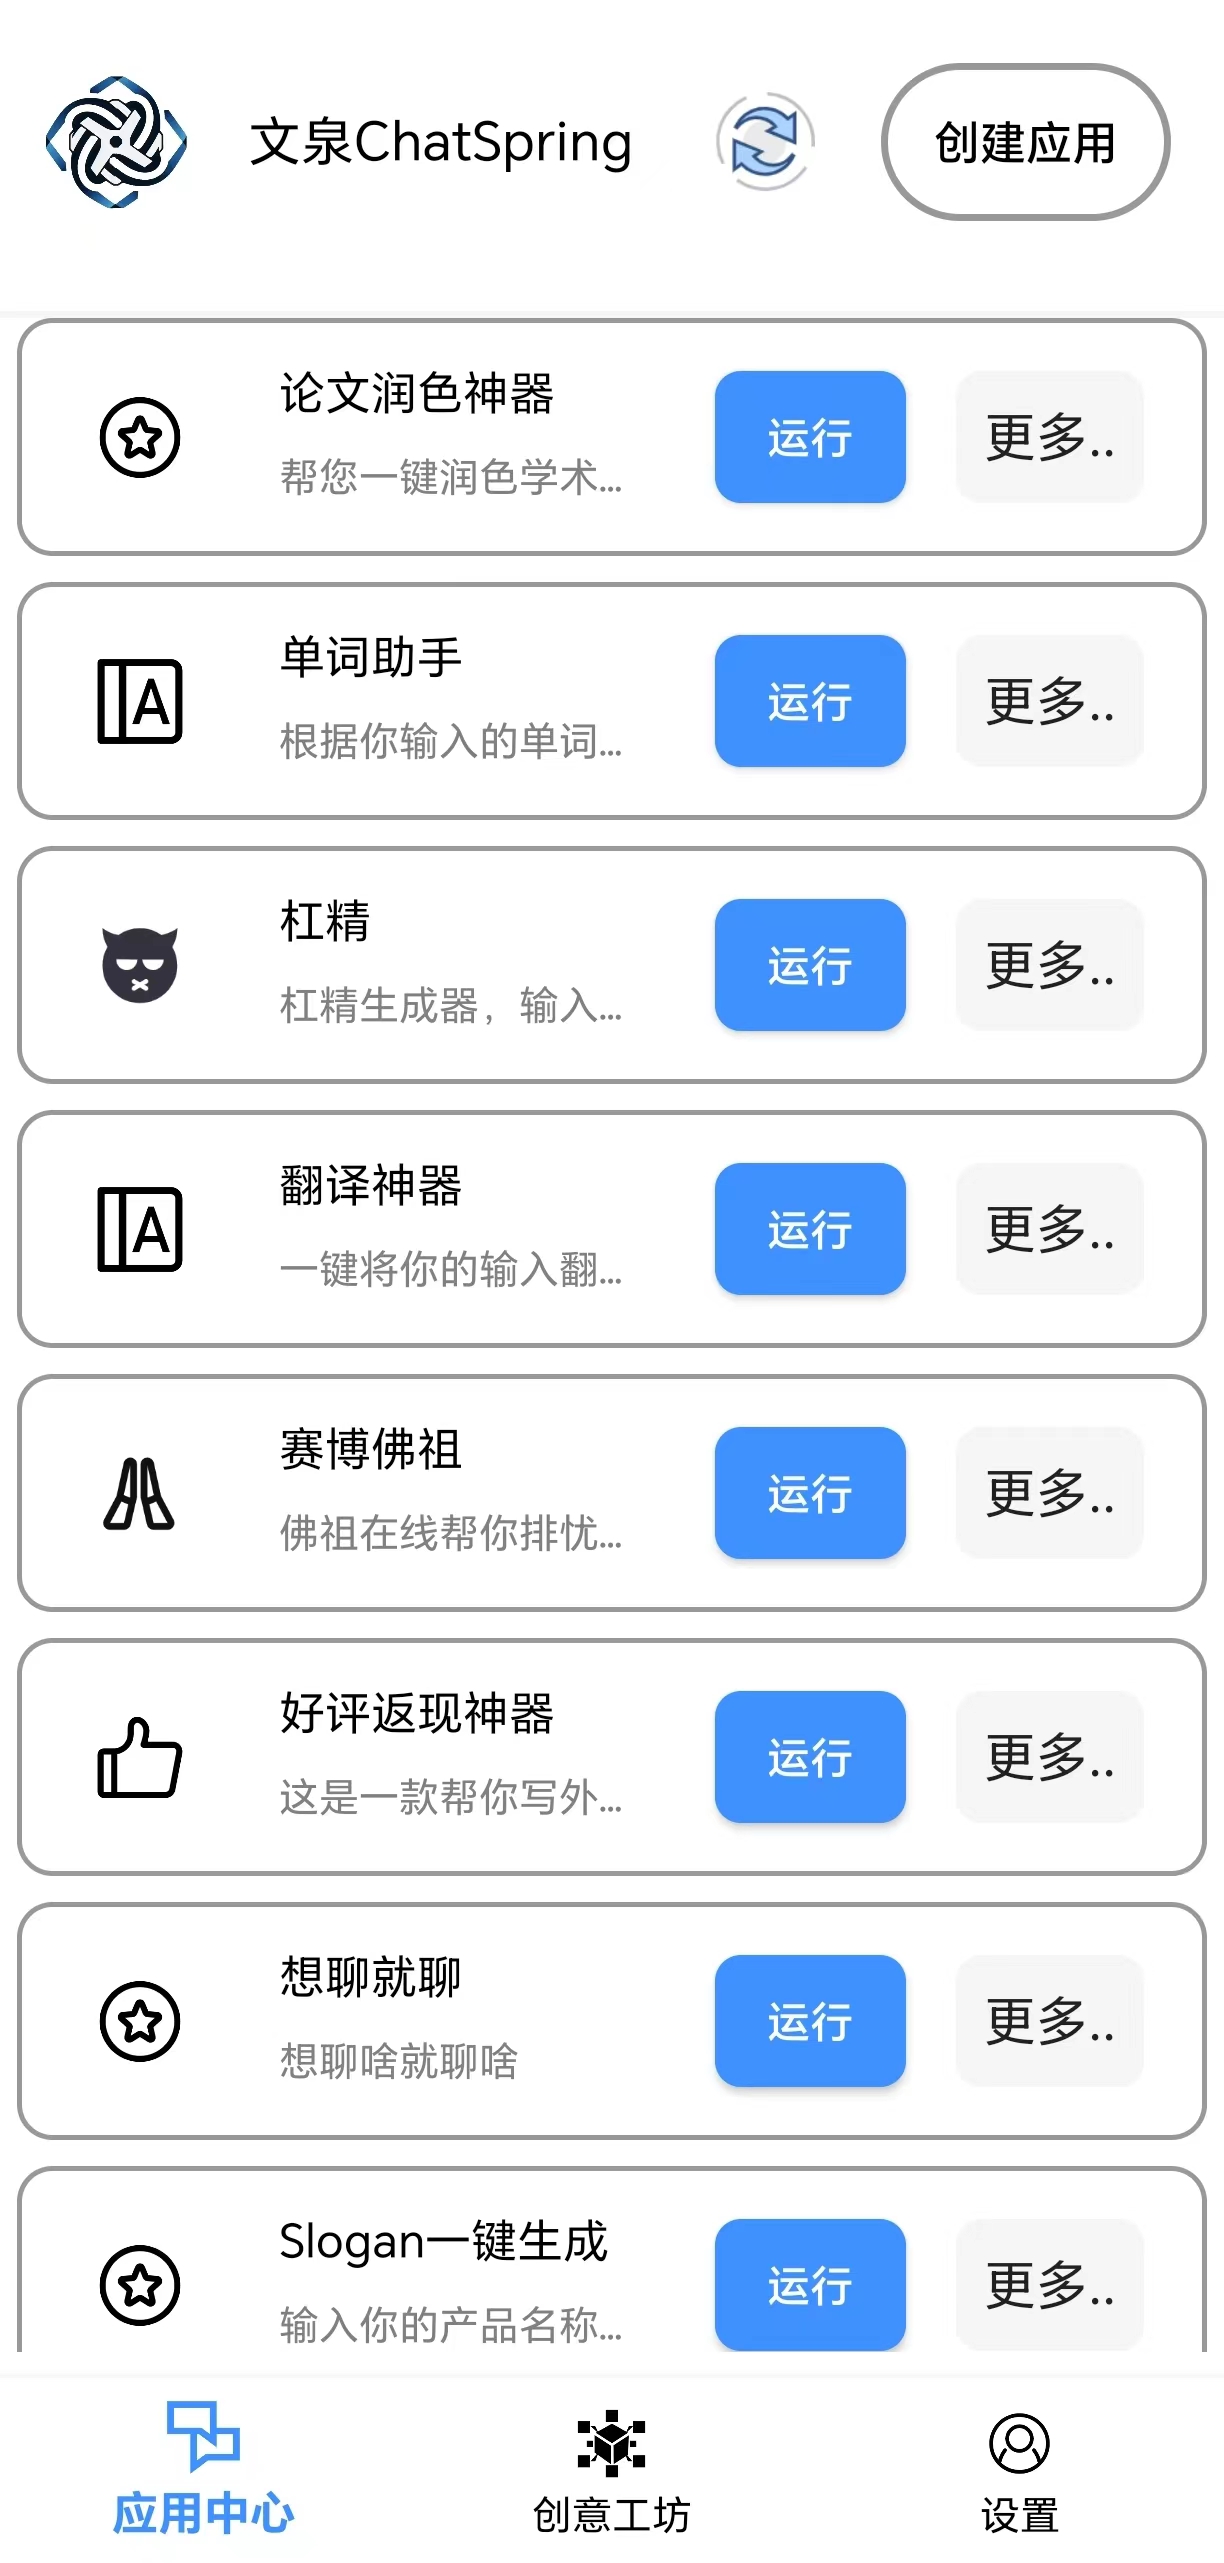 文泉ChatSpring
创建应用
论文润色神器
帮您一键润色学术...
运行
更多..
单词助手
根据你输入的单词...
运行
更多..
杠精
杠精生成器，输入...
运行
更多..
翻译神器
一键将你的输入翻...
运行
更多..
赛博佛祖
佛祖在线帮你排忧...
运行
更多..
好评返现神器
这是一款帮你写外...
运行
更多..
想聊就聊
想聊啥就聊啥
运行
更多..
Slogan一键生成
输入你的产品名称...
运行
更多..
应用中心
创意工坊
设置